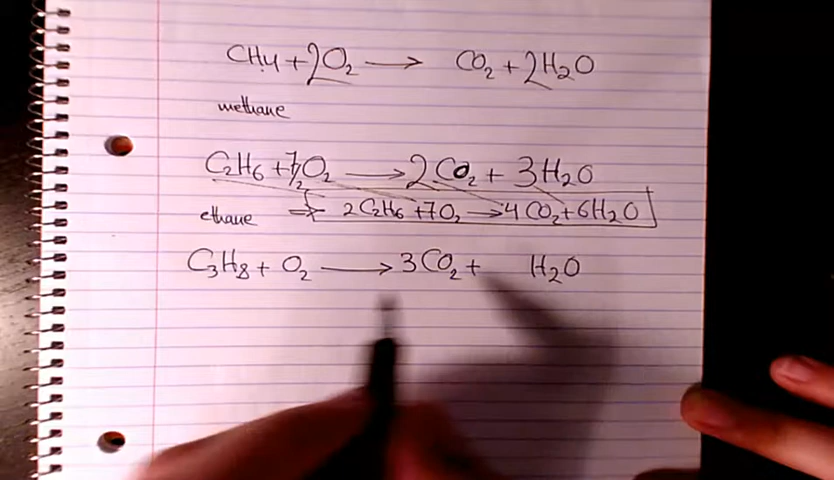 CH4 + 2O2 → CO2 + 2H2O
methane
C2H6 + 7/2O2 → 2CO2 + 3H2O
ethane ⇒ 2C2H6 + 7O2 → 4CO2 + 6H2O
C3H8 + O2 → 3CO2 + H2O